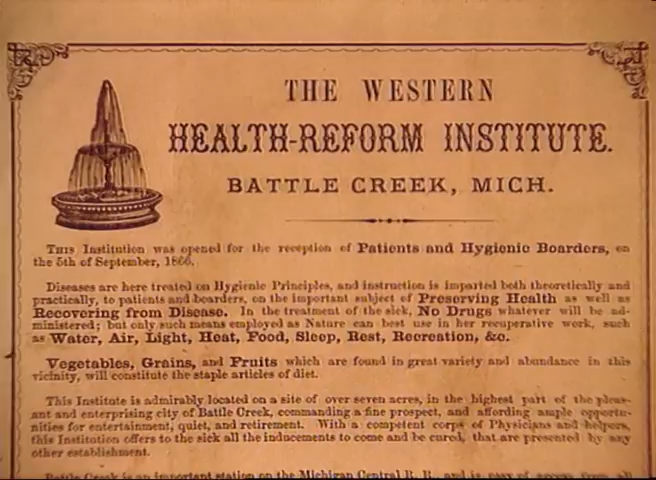 THE WESTERN
HEALTH-REFORM INSTITUTE.
BATTLE CREEK, MICH.
THIS Institution was opened for the reception of Patients and Hygienic Boarders, on
the 5th of September, 1866.
Diseases are here treated on Hygienic Principles, and instruction is imparted both theoretically and
practically, to patients and boarders, on the important subject of Preserving Health as well as
Recovering from Disease. In the treatment of the sick, No Drugs whatever will be ad-
ministered; but only such means employed as Nature can best use in her recuperative work, such
as Water, Air, Light, Heat, Food, Sleep, Rest, Recreation, &c.
Vegetables, Grains, and Fruits which are found in great variety and abundance in this
vicinity, will constitute the staple articles of diet.
This Institute is admirably located on a site of over seven acres, in the highest part of the pleas-
ant and enterprising city of Battle Creek, commanding a fine prospect, and affording ample opportu-
nities for entertainment, quiet, and retirement. With a competent corps of Physicians and helpers,
this Institution offers to the sick all the inducements to come and be cured, that are presented by any
other establishment.
Battle Creek is an important station on the Michigan Central R. R., and is easy of access from all